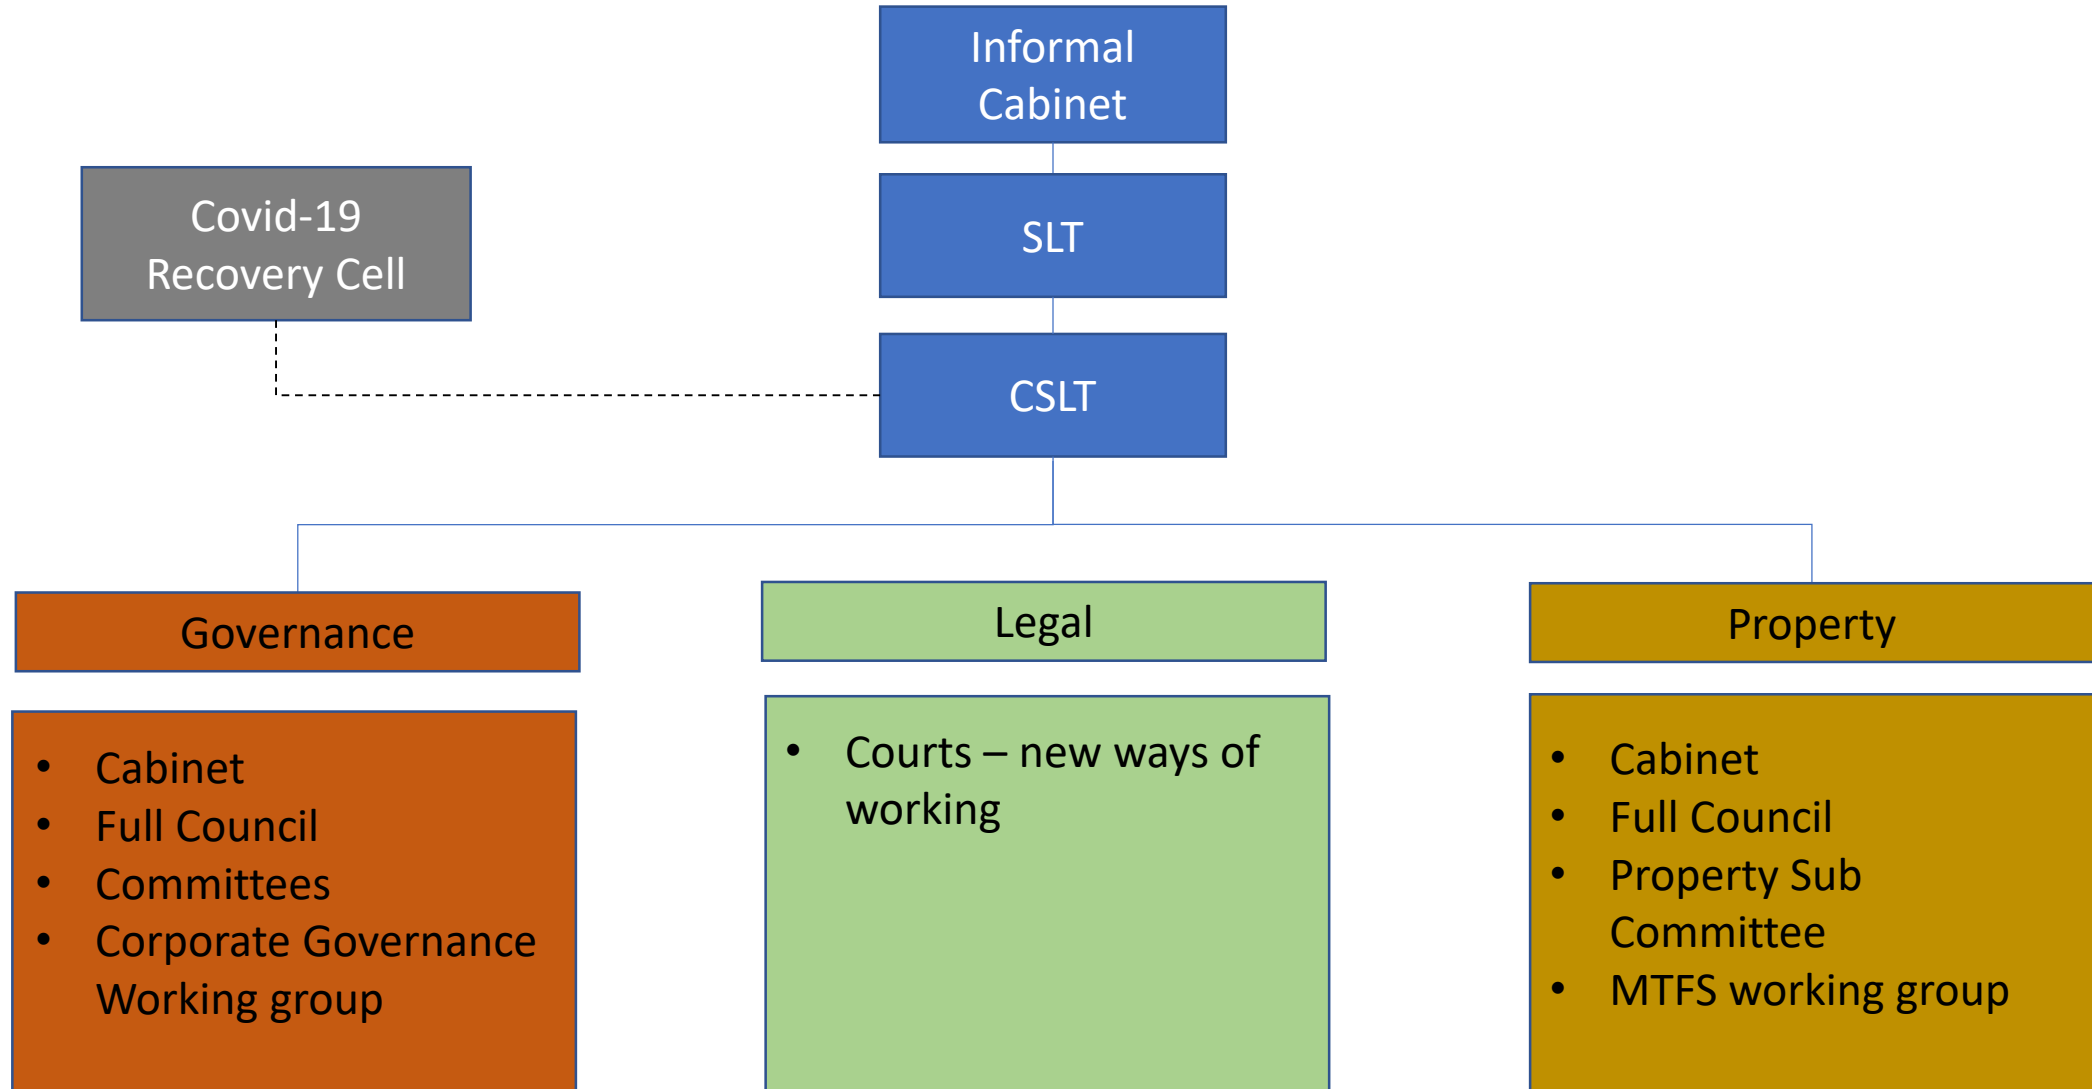 Informal
Cabinet
Covid-19
Recovery Cell
SLT
CSLT
Governance
Legal
Property
• Cabinet
• Full Council
• Committees
• Corporate Governance
Working group
• Courts – new ways of
working
• Cabinet
• Full Council
• Property Sub
Committee
• MTFS working group